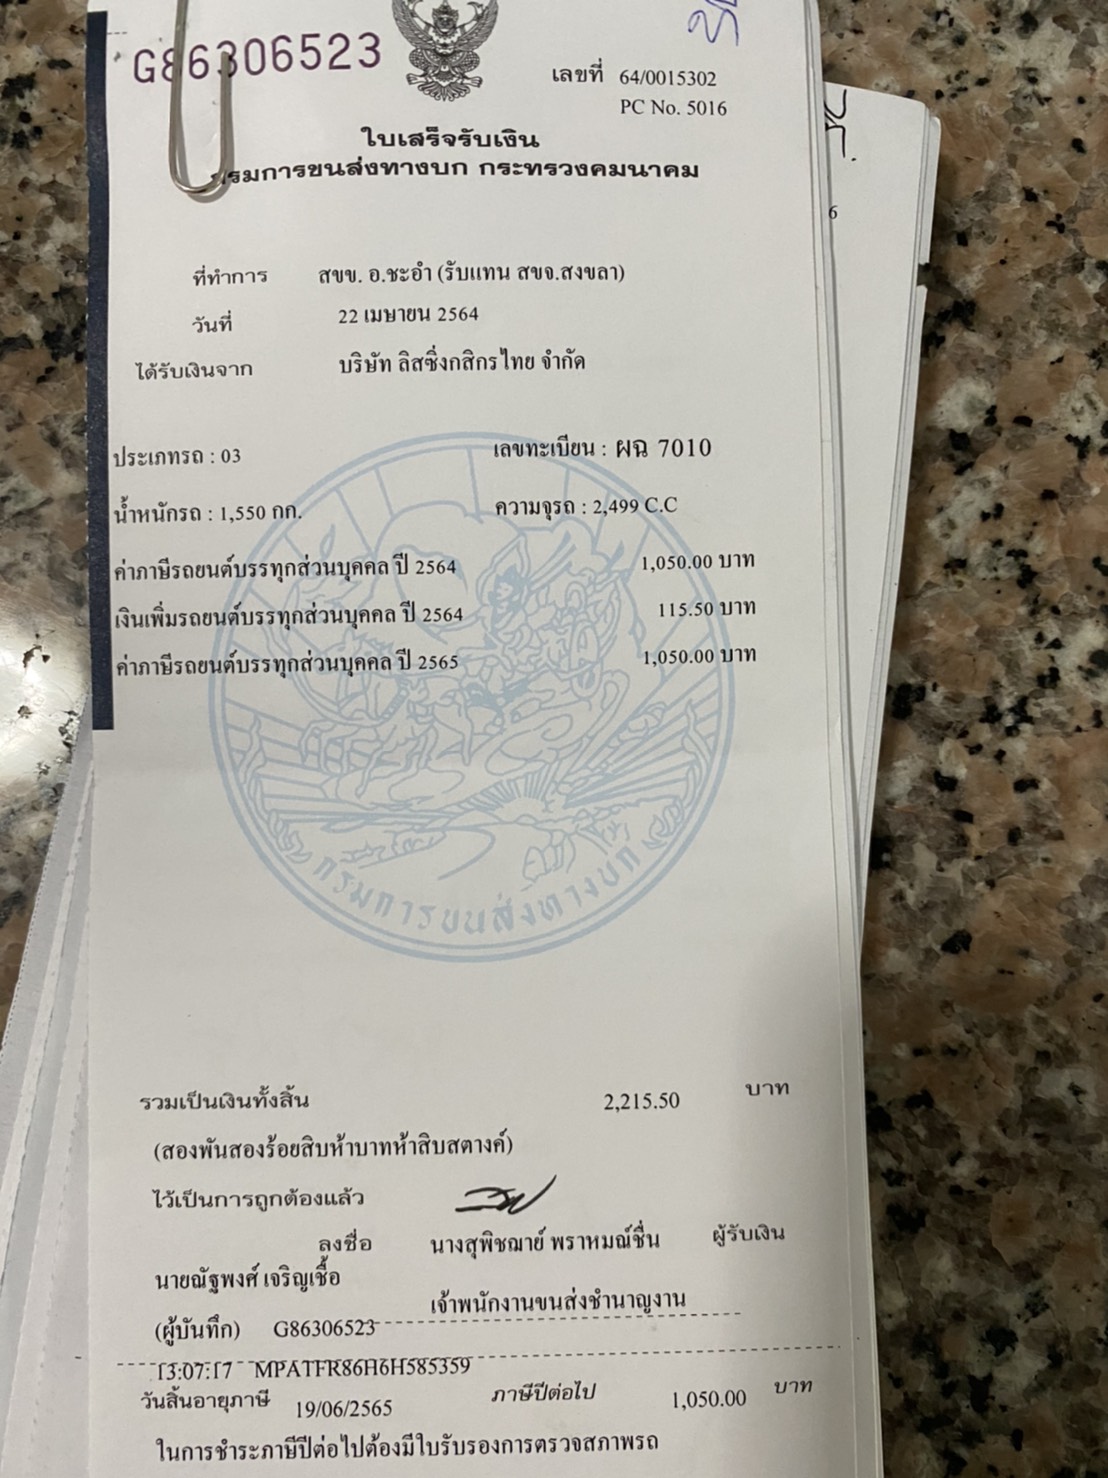 G86306523
เลขที่ 64/0015302
PC No. 5016
ใบเสร็จรับเงิน
กรมการขนส่งทางบก กระทรวงคมนาคม
6
ที่ทำการ สขข. อ.ชะอำ (รับแทน สขจ.สงขลา)
วันที่ 22 เมษายน 2564
ได้รับเงินจาก บริษัท ลิสซิ่งกสิกรไทย จำกัด
ประเภทรถ : 03 เลขทะเบียน : ผฉ 7010
น้ำหนักรถ : 1,550 กก. ความจุรถ : 2,499 C.C
ค่าภาษีรถยนต์บรรทุกส่วนบุคคล ปี 2564 1,050.00 บาท
เงินเพิ่มรถยนต์บรรทุกส่วนบุคคล ปี 2564 115.50 บาท
ค่าภาษีรถยนต์บรรทุกส่วนบุคคล ปี 2565 1,050.00 บาท
กรมการขนส่งทางบก
รวมเป็นเงินทั้งสิ้น 2,215.50 บาท
(สองพันสองร้อยสิบห้าบาทห้าสิบสตางค์)
ไว้เป็นการถูกต้องแล้ว
ลงชื่อ นางสุพิชฌาย์ พราหมณ์ชื่น ผู้รับเงิน
นายณัฐพงศ์ เจริญเชื้อ
เจ้าพนักงานขนส่งชำนาญงาน
(ผู้บันทึก) G86306523
13:07:17 MPATFR86H6H585359
วันสิ้นอายุภาษี 19/06/2565 ภาษีปีต่อไป 1,050.00 บาท
ในการชำระภาษีปีต่อไปต้องมีใบรับรองการตรวจสภาพรถ